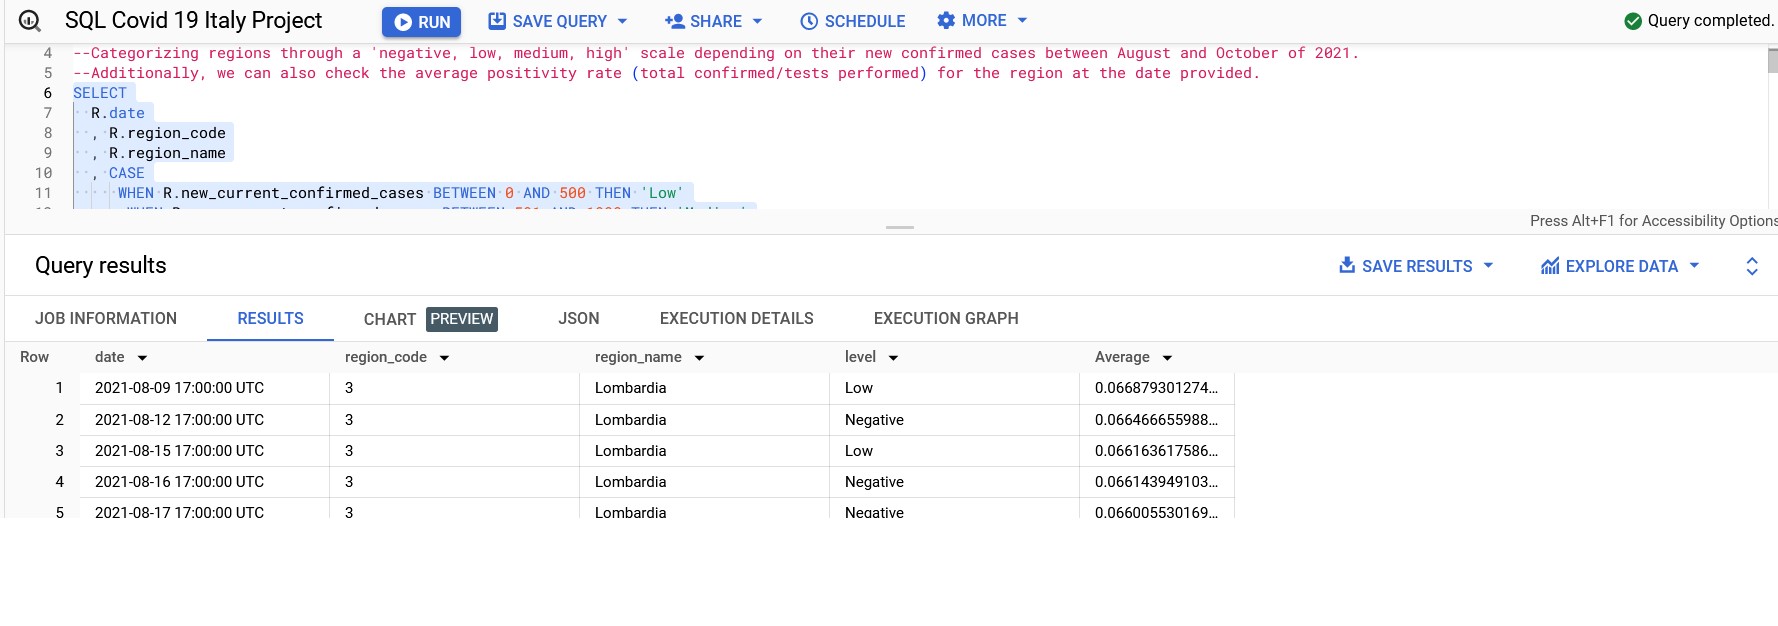 SQL Covid 19 Italy Project RUN SAVE QUERY SHARE SCHEDULE MORE Query completed.
4 --Categorizing regions through a 'negative, low, medium, high' scale depending on their new confirmed cases between August and October of 2021.
5 --Additionally, we can also check the average positivity rate (total confirmed/tests performed) for the region at the date provided.
6 SELECT
7 R.date
8 , R.region_code
9 , R.region_name
10 , CASE
11 WHEN R.new_current_confirmed_cases BETWEEN 0 AND 500 THEN 'Low'
Press Alt+F1 for Accessibility Options
Query results SAVE RESULTS EXPLORE DATA
JOB INFORMATION RESULTS CHART PREVIEW JSON EXECUTION DETAILS EXECUTION GRAPH
Row date region_code region_name level Average
1 2021-08-09 17:00:00 UTC 3 Lombardia Low 0.066879301274...
2 2021-08-12 17:00:00 UTC 3 Lombardia Negative 0.066466655988...
3 2021-08-15 17:00:00 UTC 3 Lombardia Low 0.066163617586...
4 2021-08-16 17:00:00 UTC 3 Lombardia Negative 0.066143949103...
5 2021-08-17 17:00:00 UTC 3 Lombardia Negative 0.066005530169...